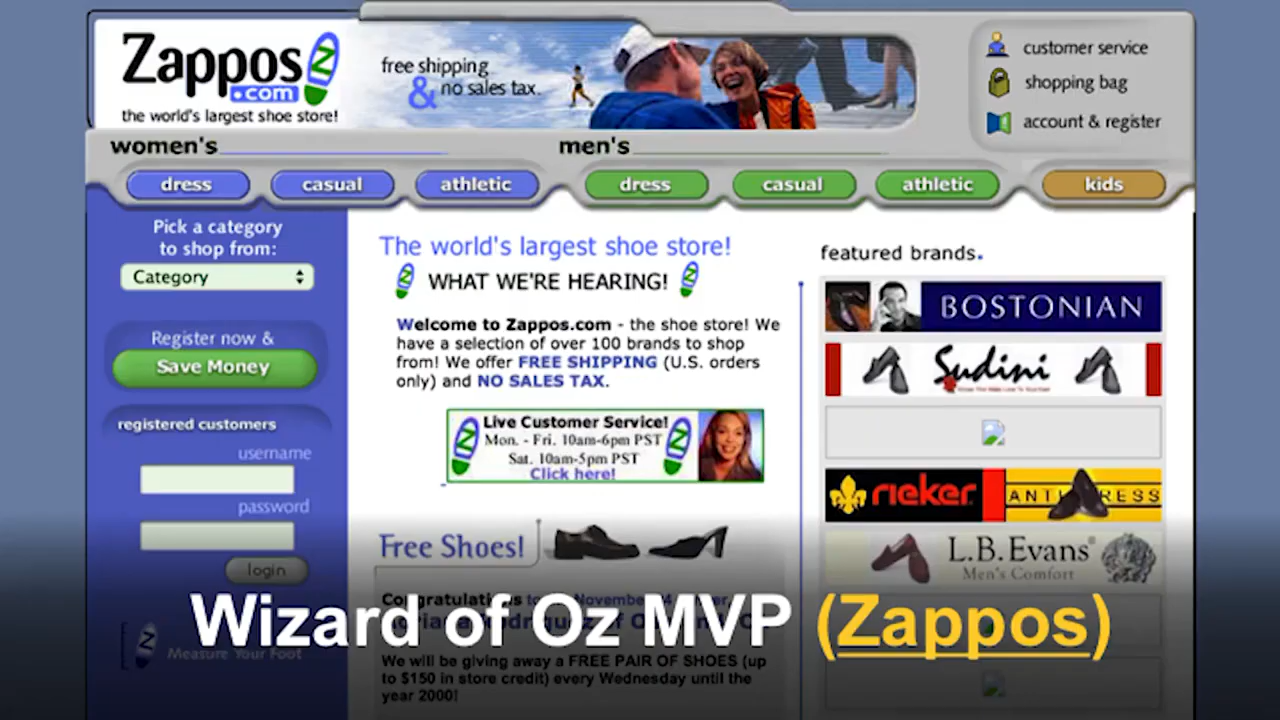 Zappos
.com
the world's largest shoe store!
free shipping
& no sales tax.
customer service
shopping bag
account & register
women's
men's
dress
casual
athletic
dress
casual
athletic
kids
Pick a category
to shop from:
Category
Register now &
Save Money
registered customers
username
password
login
Measure Your Foot
The world's largest shoe store!
WHAT WE'RE HEARING!
Welcome to Zappos.com - the shoe store! We
have a selection of over 100 brands to shop
from! We offer FREE SHIPPING (U.S. orders
only) and NO SALES TAX.
Live Customer Service!
Mon. - Fri. 10am-6pm PST
Sat. 10am-5pm PST
Click here!
Free Shoes!
Congratulations
We will be giving away a FREE PAIR OF SHOES (up
to $150 in store credit) every Wednesday until the
year 2000!
featured brands.
BOSTONIAN
Sudini
rieker
L.B.Evans®
Men's Comfort
Wizard of Oz MVP (Zappos)